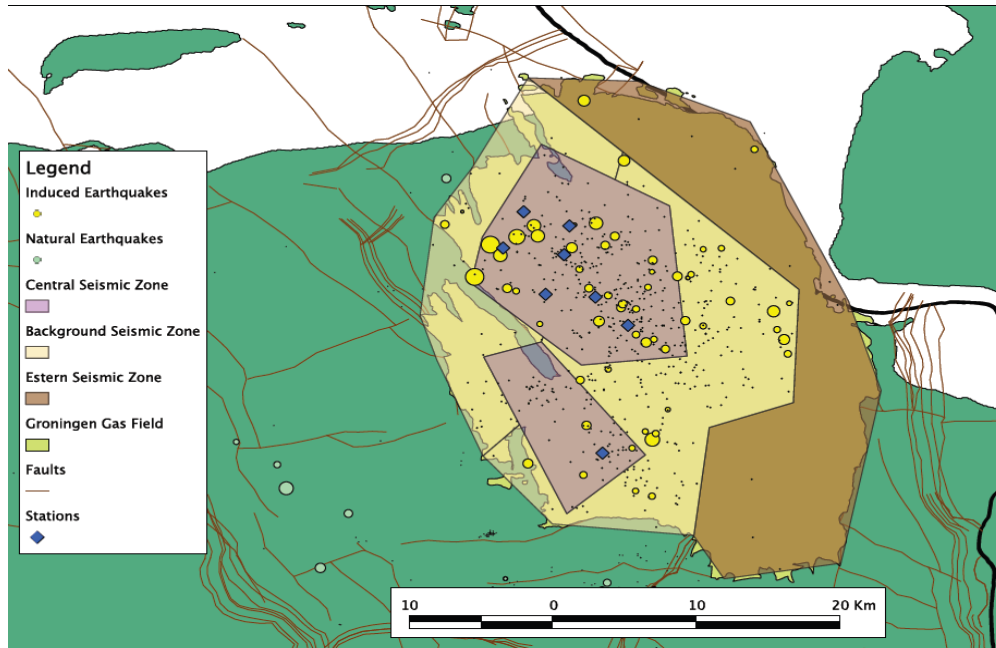 Legend
Induced Earthquakes
Natural Earthquakes
Central Seismic Zone
Background Seismic Zone
Estern Seismic Zone
Groningen Gas Field
Faults
Stations
10 0 10 20 Km